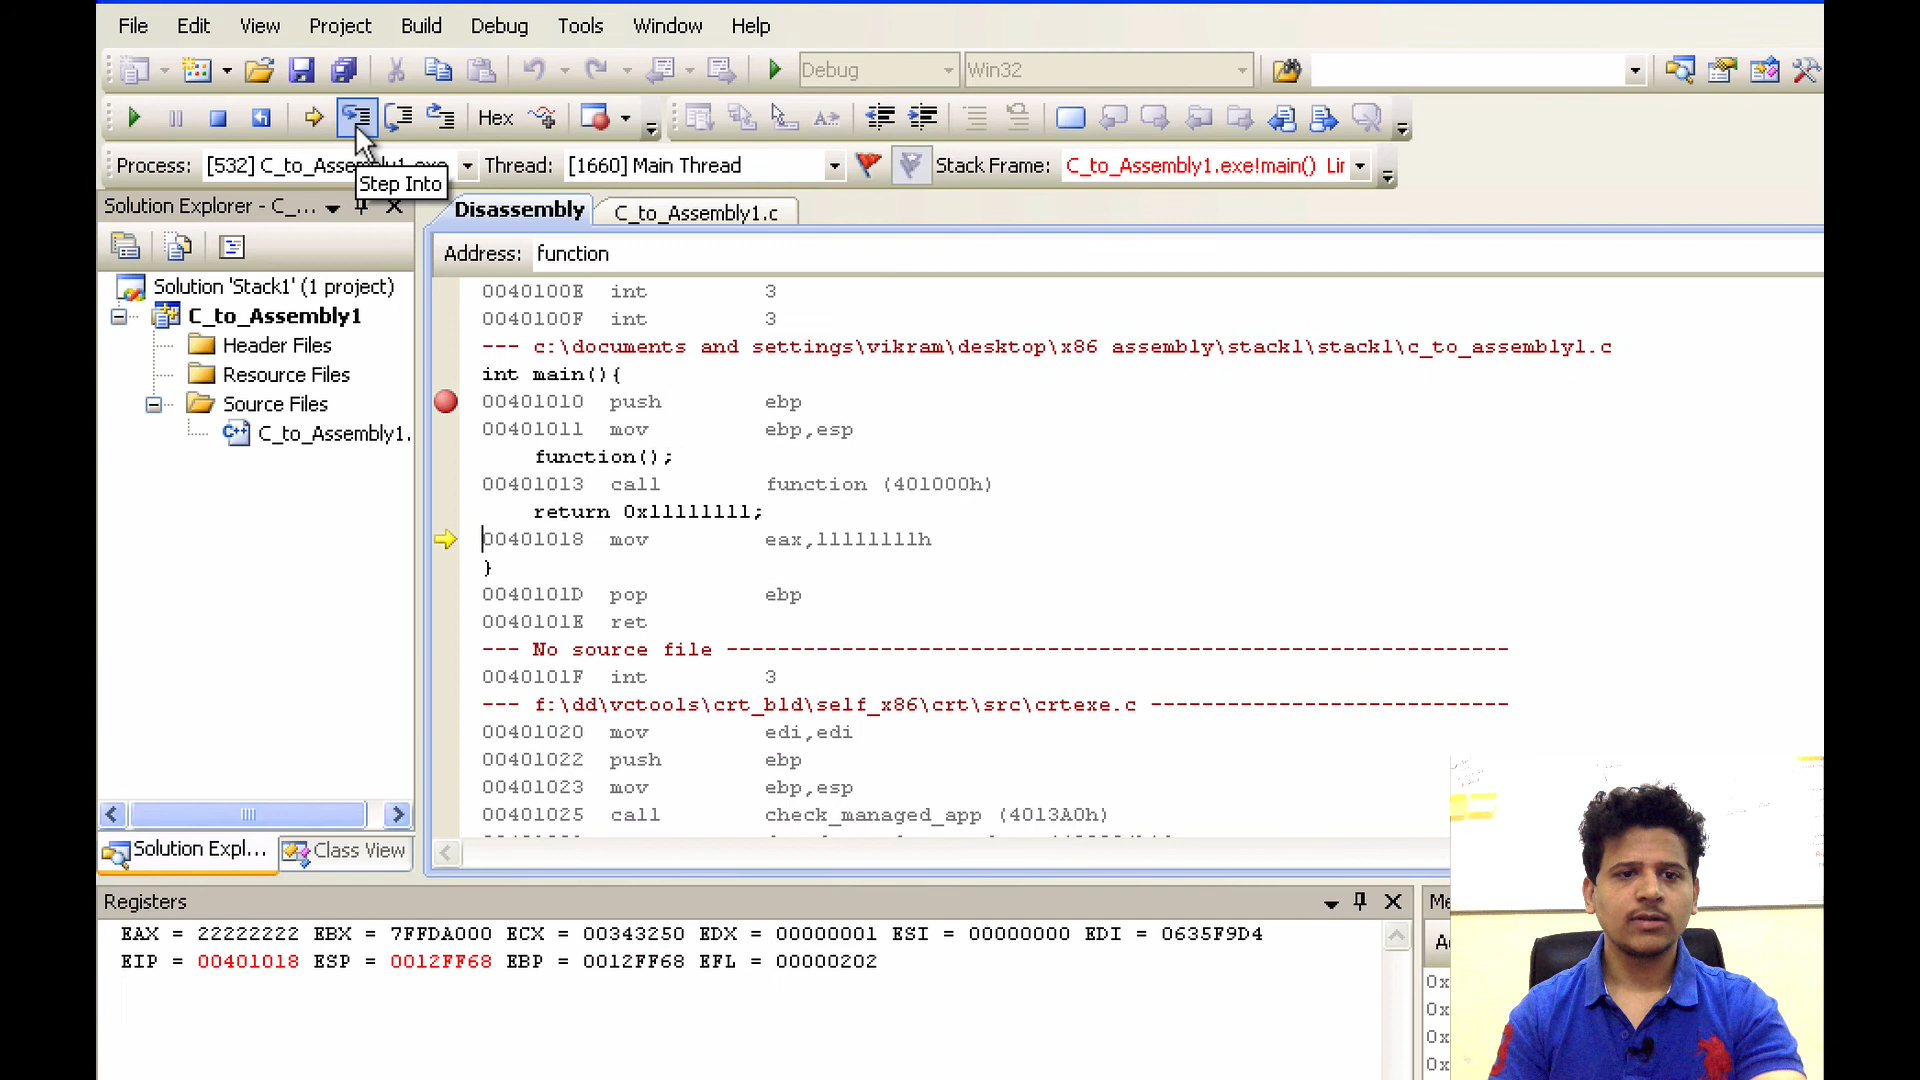 File Edit View Project Build Debug Tools Window Help
Debug Win32
Hex
Process: [532] C_to_Assembly1.exe Thread: [1660] Main Thread Stack Frame: C_to_Assembly1.exe!main() Lir
Step Into
Solution Explorer - C_...
Disassembly C_to_Assembly1.c
Address: function
Solution 'Stack1' (1 project)
C_to_Assembly1
Header Files
Resource Files
Source Files
C_to_Assembly1.
0040100E int 3
0040100F int 3
--- c:\documents and settings\vikram\desktop\x86 assembly\stack1\stack1\c_to_assembly1.c
int main(){
00401010 push ebp
00401011 mov ebp,esp
function();
00401013 call function (401000h)
return 0x11111111;
00401018 mov eax,11111111h
}
0040101D pop ebp
0040101E ret
--- No source file ------------------------------------------------------------
0040101F int 3
--- f:\dd\vctools\crt_bld\self_x86\crt\src\crtexe.c ----------------------------
00401020 mov edi,edi
00401022 push ebp
00401023 mov ebp,esp
00401025 call check_managed_app (4013A0h)
Solution Expl... Class View
Registers
EAX = 22222222 EBX = 7FFDA000 ECX = 00343250 EDX = 00000001 ESI = 00000000 EDI = 0635F9D4
EIP = 00401018 ESP = 0012FF68 EBP = 0012FF68 EFL = 00000202
Me
0x
0x
0x
0x